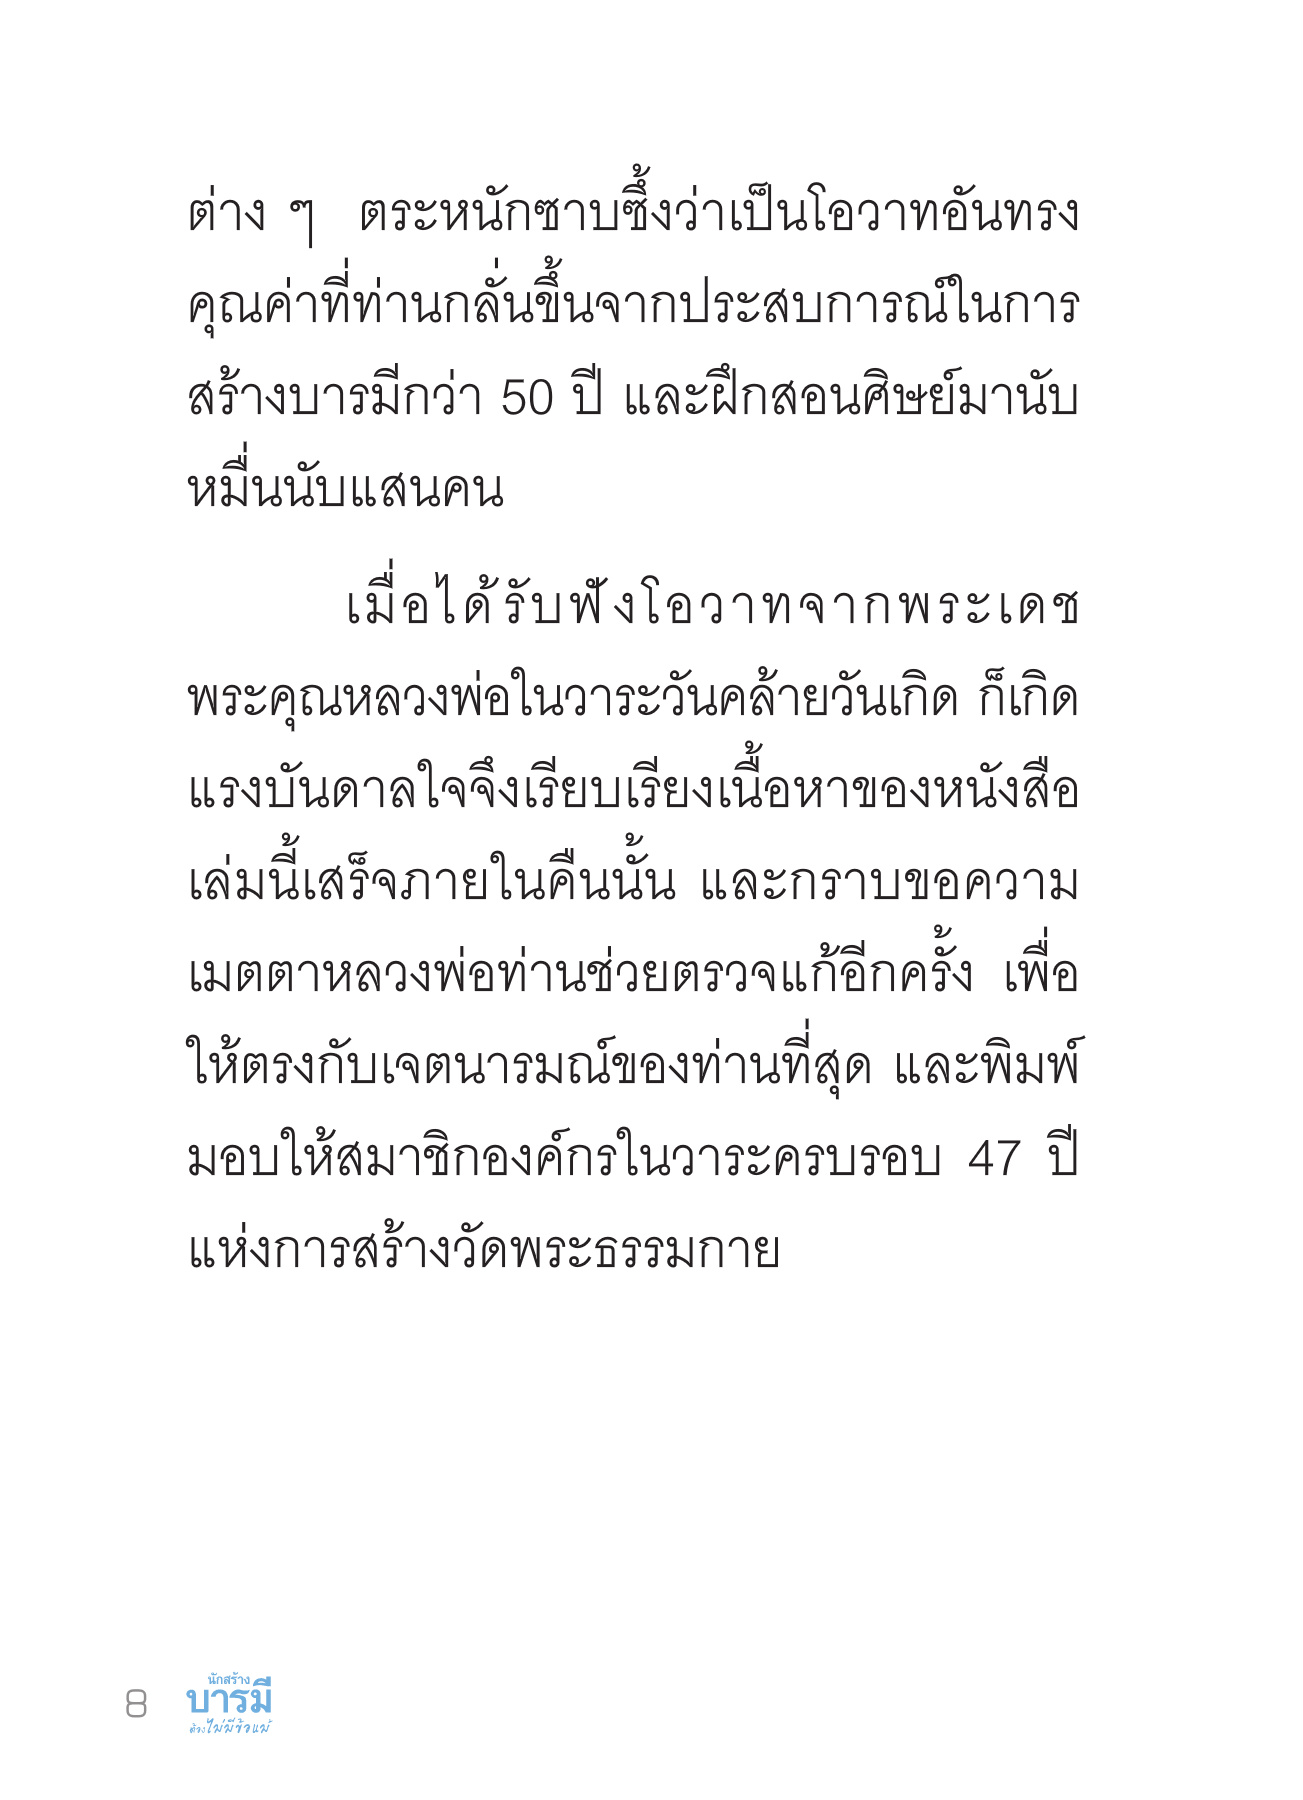 ต่าง ๆ ตระหนักซาบซึ้งว่าเป็นโอวาทอันทรง
คุณค่าที่ท่านกลั่นขึ้นจากประสบการณ์ในการ
สร้างบารมีกว่า 50 ปี และฝึกสอนศิษย์มานับ
หมื่นนับแสนคน
เมื่อได้รับฟังโอวาทจากพระเดช
พระคุณหลวงพ่อในวาระวันคล้ายวันเกิด ก็เกิด
แรงบันดาลใจจึงเรียบเรียงเนื้อหาของหนังสือ
เล่มนี้เสร็จภายในคืนนั้น และกราบขอความ
เมตตาหลวงพ่อท่านช่วยตรวจแก้อีกครั้ง เพื่อ
ให้ตรงกับเจตนารมณ์ของท่านที่สุด และพิมพ์
มอบให้สมาชิกองค์กรในวาระครบรอบ 47 ปี
แห่งการสร้างวัดพระธรรมกาย
8
นักสร้าง
บารมี
ต้องไม่มีข้อแม้